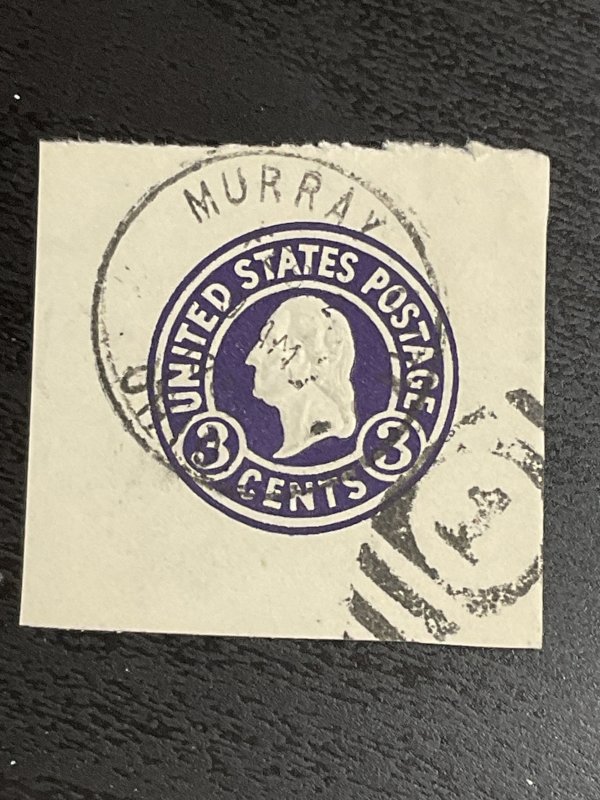 MURRAY
UNITED STATES POSTAGE
3 3
CENTS